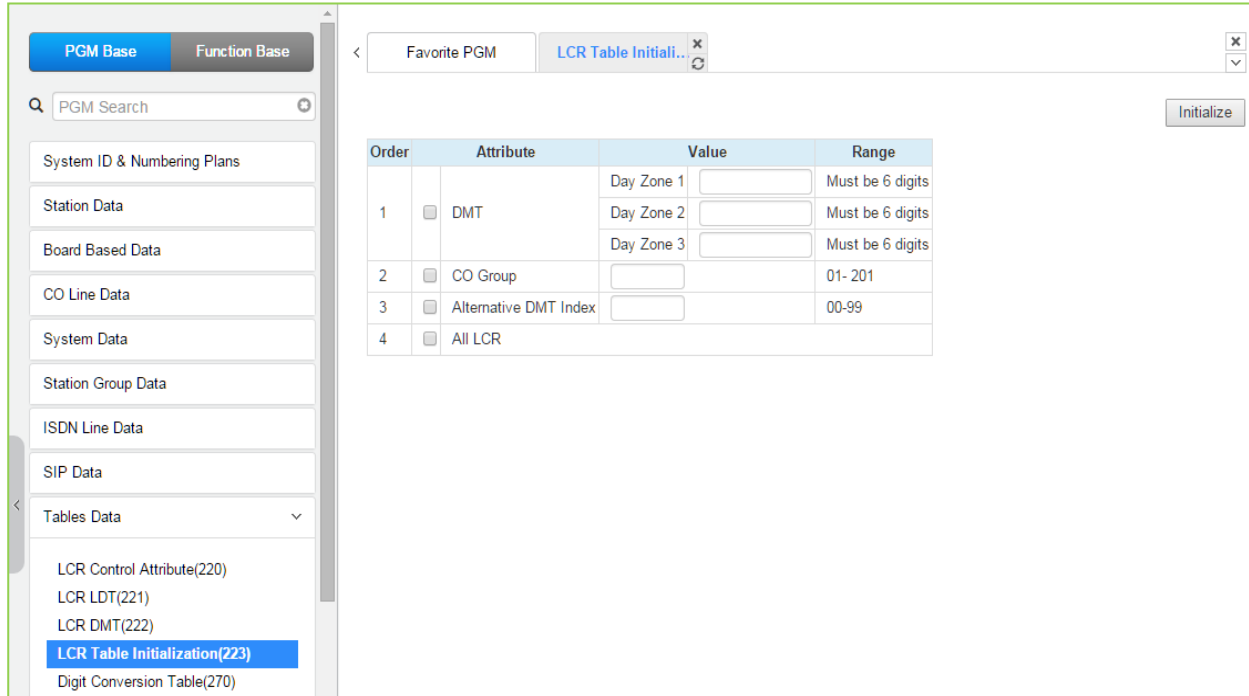 PGM Base Function Base
PGM Search
System ID & Numbering Plans
Station Data
Board Based Data
CO Line Data
System Data
Station Group Data
ISDN Line Data
SIP Data
Tables Data
LCR Control Attribute(220)
LCR LDT(221)
LCR DMT(222)
LCR Table Initialization(223)
Digit Conversion Table(270)
Favorite PGM LCR Table Initiali...
Initialize
Order Attribute Value Range
1 DMT Day Zone 1 Must be 6 digits
Day Zone 2 Must be 6 digits
Day Zone 3 Must be 6 digits
2 CO Group 01- 201
3 Alternative DMT Index 00-99
4 All LCR